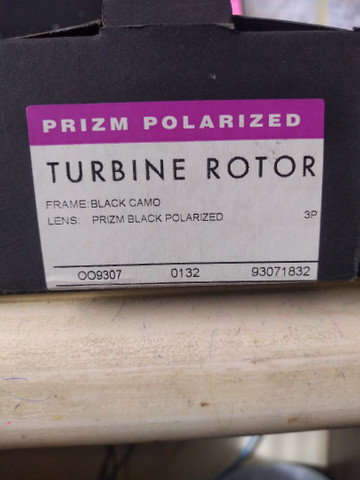 PRIZM POLARIZED
TURBINE ROTOR
FRAME: BLACK CAMO
LENS: PRIZM BLACK POLARIZED 3P
OO9307 0132 93071832